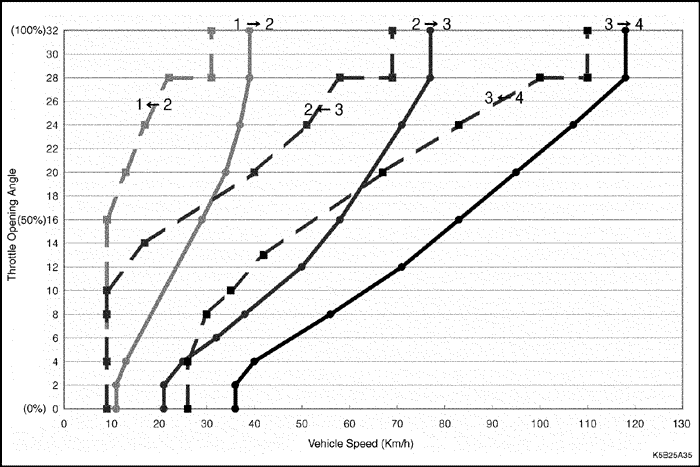 1 → 2 2 → 3 3 → 4
(100%) 32
30
28
26
1 ← 2 2 ← 3 3 ← 4
24
22
20
18
(50%) 16
14
12
10
8
6
4
2
(0%) 0
Throttle Opening Angle
0 10 20 30 40 50 60 70 80 90 100 110 120 130
Vehicle Speed (Km/h)
K5B25A35